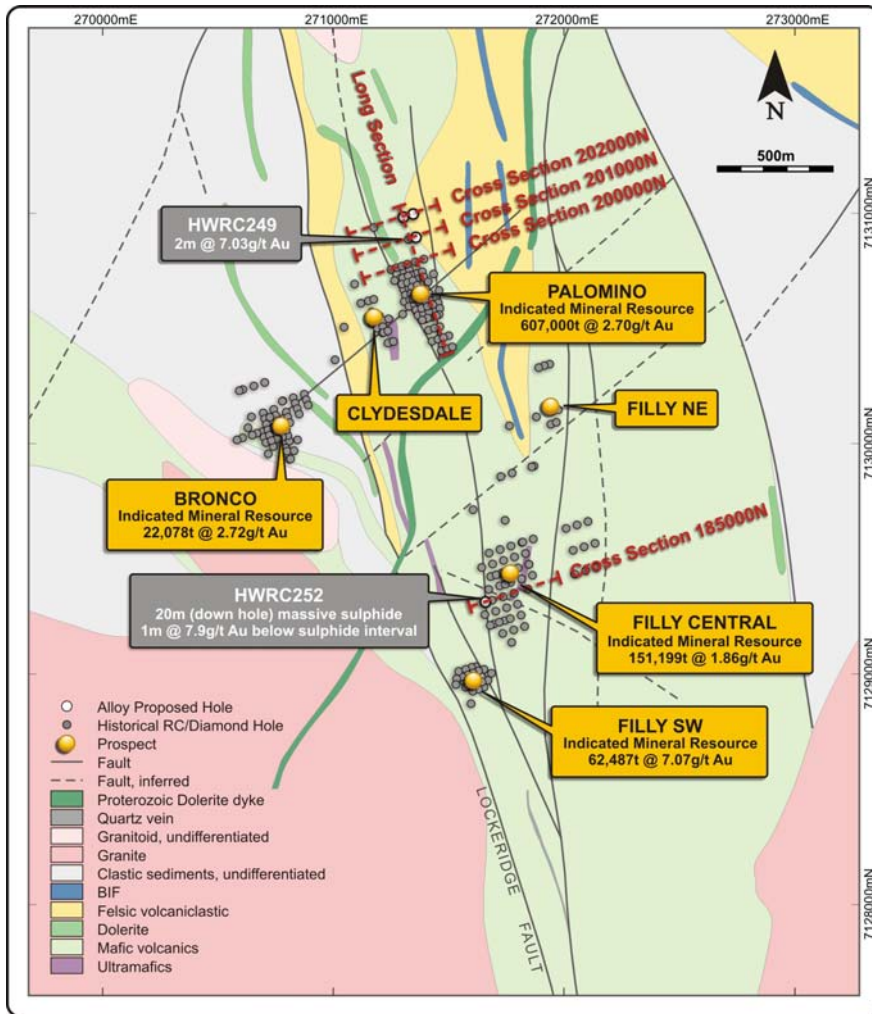 270000mE
271000mE
272000mE
273000mE
N
500m
7131000mN
7130000mN
7129000mN
7128000mN
Long Section
Cross Section 202000N
Cross Section 201000N
Cross Section 200000N
HWRC249
2m @ 7.03g/t Au
PALOMINO
Indicated Mineral Resource
607,000t @ 2.70g/t Au
CLYDESDALE
FILLY NE
BRONCO
Indicated Mineral Resource
22,078t @ 2.72g/t Au
Cross Section 185000N
HWRC252
20m (down hole) massive sulphide
1m @ 7.9g/t Au below sulphide interval
FILLY CENTRAL
Indicated Mineral Resource
151,199t @ 1.86g/t Au
FILLY SW
Indicated Mineral Resource
62,487t @ 7.07g/t Au
LOCKERIDGE FAULT
Alloy Proposed Hole
Historical RC/Diamond Hole
Prospect
Fault
Fault, inferred
Proterozoic Dolerite dyke
Quartz vein
Granitoid, undifferentiated
Granite
Clastic sediments, undifferentiated
BIF
Felsic volcaniclastic
Dolerite
Mafic volcanics
Ultramafics